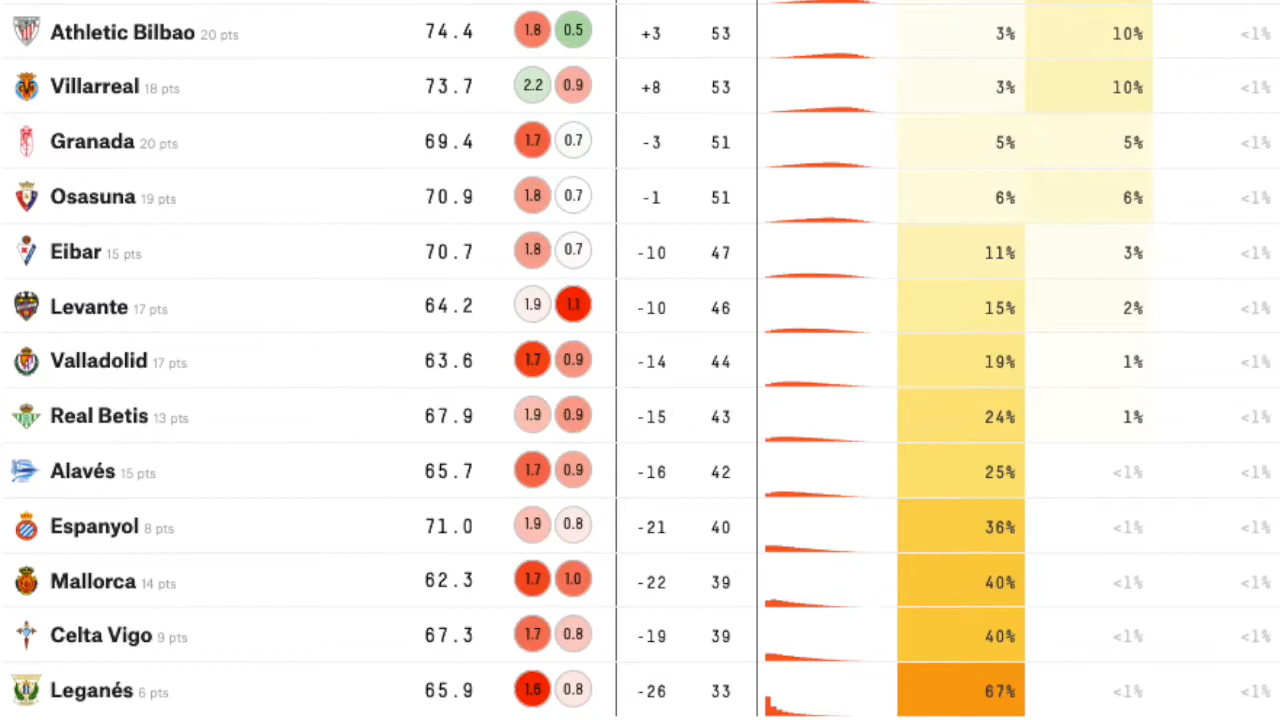 Athletic Bilbao 20 pts 74.4 1.8 0.5 +3 53 3% 10% <1%
Villarreal 18 pts 73.7 2.2 0.9 +8 53 3% 10% <1%
Granada 20 pts 69.4 1.7 0.7 -3 51 5% 5% <1%
Osasuna 19 pts 70.9 1.8 0.7 -1 51 6% 6% <1%
Eibar 15 pts 70.7 1.8 0.7 -10 47 11% 3% <1%
Levante 17 pts 64.2 1.9 1.1 -10 46 15% 2% <1%
Valladolid 17 pts 63.6 1.7 0.9 -14 44 19% 1% <1%
Real Betis 13 pts 67.9 1.9 0.9 -15 43 24% 1% <1%
Alavés 15 pts 65.7 1.7 0.9 -16 42 25% <1% <1%
Espanyol 8 pts 71.0 1.9 0.8 -21 40 36% <1% <1%
Mallorca 14 pts 62.3 1.7 1.0 -22 39 40% <1% <1%
Celta Vigo 9 pts 67.3 1.7 0.8 -19 39 40% <1% <1%
Leganés 6 pts 65.9 1.6 0.8 -26 33 67% <1% <1%